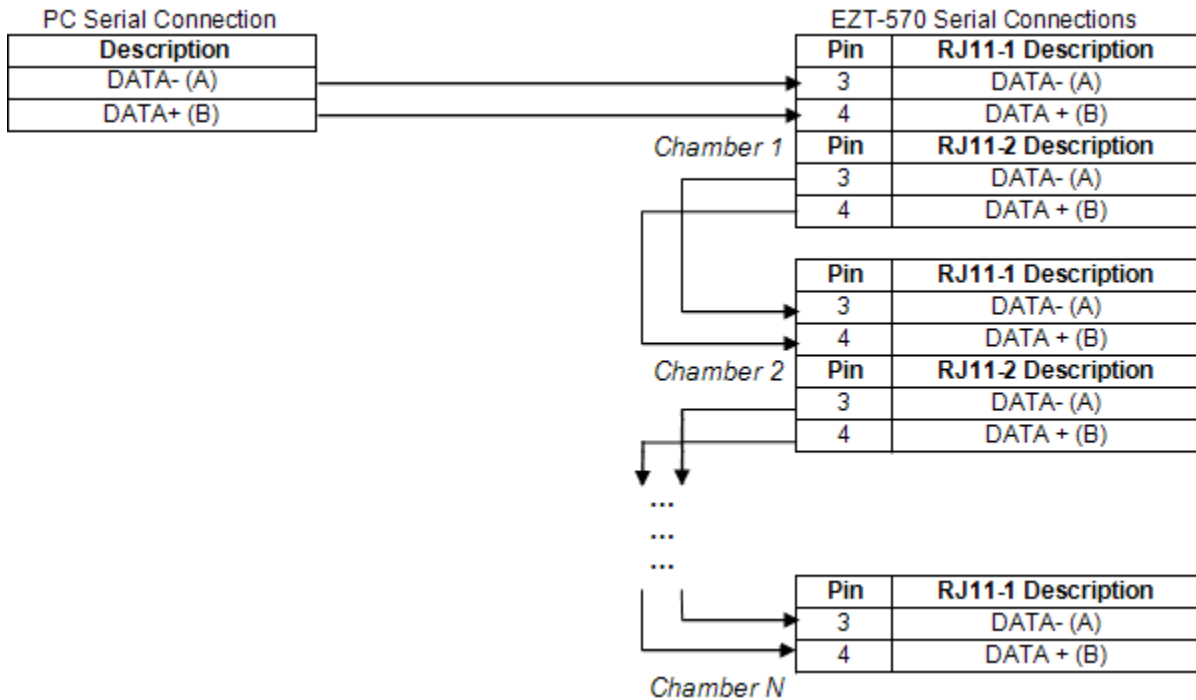 PC Serial Connection
EZT-570 Serial Connections
Description
Pin RJ11-1 Description
DATA- (A)
3 DATA- (A)
DATA+ (B)
4 DATA + (B)
Chamber 1
Pin RJ11-2 Description
3 DATA- (A)
4 DATA + (B)
Pin RJ11-1 Description
3 DATA- (A)
4 DATA + (B)
Chamber 2
Pin RJ11-2 Description
3 DATA- (A)
4 DATA + (B)
...
...
...
Pin RJ11-1 Description
3 DATA- (A)
4 DATA + (B)
Chamber N